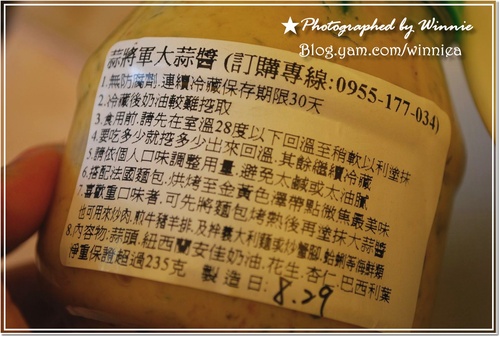 ★Photographed by Winnie
Blog.yam.com/winniea
蒜將軍大蒜醬 (訂購專線:0955-177-034)
1.無防腐劑.連續冷藏保存期限30天
2.冷藏後奶油較難挖取
3.食用前.請先在室溫28度以下回溫至稍軟以利塗抹
4.要吃多少就挖多少出來回溫.其餘繼續冷藏
5.請依個人口味調整用量.避免太鹹或太油膩
6.搭配法國麵包.烘烤至金黃色.薄帶點微焦最美味
7.喜歡重口味者.可先將麵包烤熱後再塗抹大蒜醬
也可用來炒肉.煎牛豬羊排.及拌義大利麵或炒蟹腳.蛤蜊等海鮮類
8.內容物:蒜頭.紐西蘭安佳奶油.花生.杏仁.巴西利葉
淨重保證超過235克 製造日:8.29